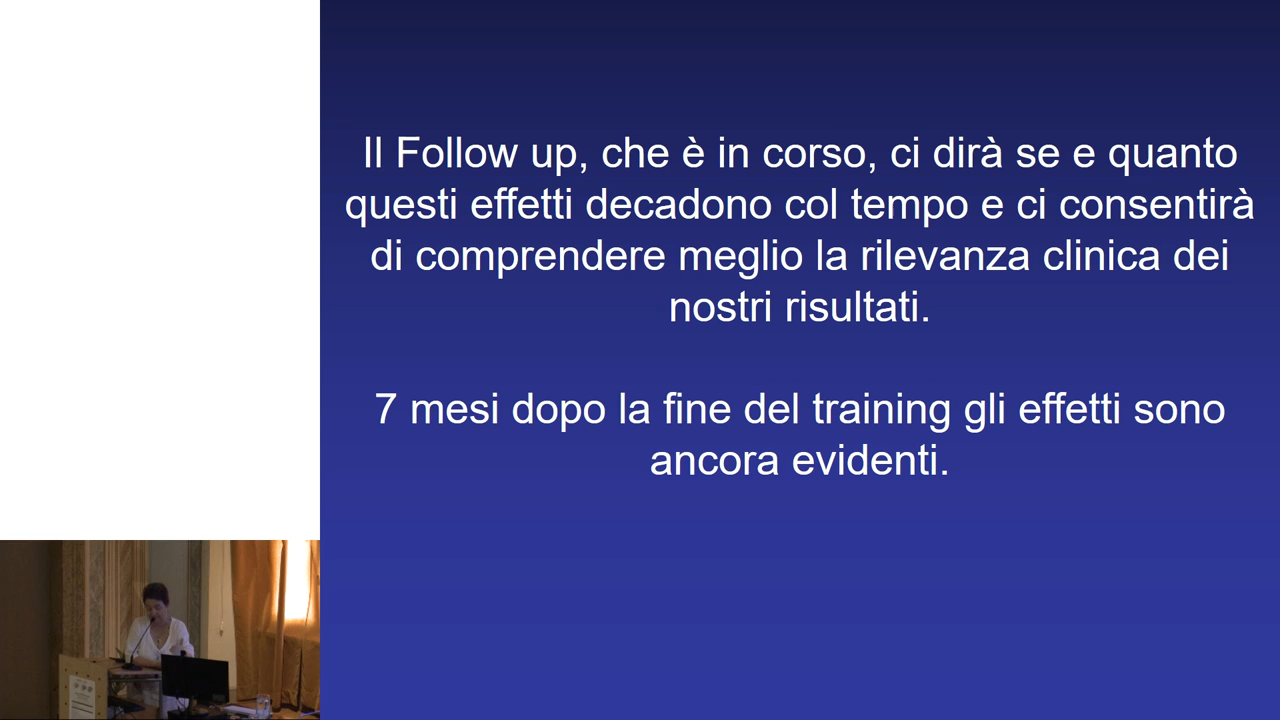 Il Follow up, che è in corso, ci dirà se e quanto
questi effetti decadono col tempo e ci consentirà
di comprendere meglio la rilevanza clinica dei
nostri risultati.
7 mesi dopo la fine del training gli effetti sono
ancora evidenti.